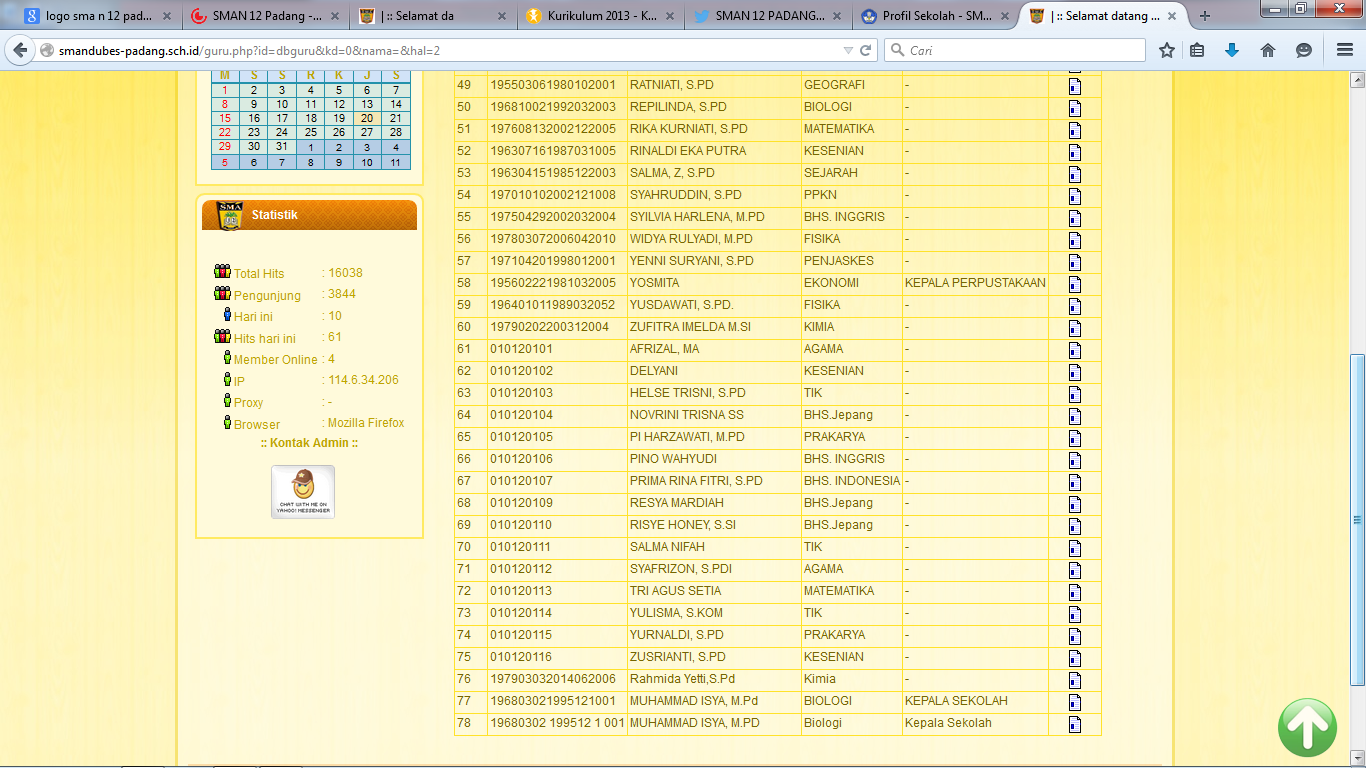 logo sma n 12 pad...
SMAN 12 Padang -...
| :: Selamat da
Kurikulum 2013 - K...
SMAN 12 PADANG...
Profil Sekolah - SM...
| :: Selamat datang ...
smandubes-padang.sch.id/guru.php?id=dbguru&kd=0&nama=&hal=2
Cari
M S S R K J S
1 2 3 4 5 6 7
8 9 10 11 12 13 14
15 16 17 18 19 20 21
22 23 24 25 26 27 28
29 30 31 1 2 3 4
5 6 7 8 9 10 11
SMA
Statistik
Total Hits : 16038
Pengunjung : 3844
Hari ini : 10
Hits hari ini : 61
Member Online : 4
IP : 114.6.34.206
Proxy : -
Browser : Mozilla Firefox
:: Kontak Admin ::
CHAT WITH ME ON
YAHOO! MESSENGER
49 195503061980102001 RATNIATI, S.PD GEOGRAFI -
50 196810021992032003 REPILINDA, S.PD BIOLOGI -
51 197608132002122005 RIKA KURNIATI, S.PD MATEMATIKA -
52 196307161987031005 RINALDI EKA PUTRA KESENIAN -
53 196304151985122003 SALMA, Z, S.PD SEJARAH -
54 197010102002121008 SYAHRUDDIN, S.PD PPKN -
55 197504292002032004 SYILVIA HARLENA, M.PD BHS. INGGRIS -
56 197803072006042010 WIDYA RULYADI, M.PD FISIKA -
57 197104201998012001 YENNI SURYANI, S.PD PENJASKES -
58 195602221981032005 YOSMITA EKONOMI KEPALA PERPUSTAKAAN
59 196401011989032052 YUSDAWATI, S.PD. FISIKA -
60 19790202200312004 ZUFITRA IMELDA M.SI KIMIA -
61 010120101 AFRIZAL, MA AGAMA -
62 010120102 DELYANI KESENIAN -
63 010120103 HELSE TRISNI, S.PD TIK -
64 010120104 NOVRINI TRISNA SS BHS.Jepang -
65 010120105 PI HARZAWATI, M.PD PRAKARYA -
66 010120106 PINO WAHYUDI BHS. INGGRIS -
67 010120107 PRIMA RINA FITRI, S.PD BHS. INDONESIA -
68 010120109 RESYA MARDIAH BHS.Jepang -
69 010120110 RISYE HONEY, S.SI BHS.Jepang -
70 010120111 SALMA NIFAH TIK -
71 010120112 SYAFRIZON, S.PDI AGAMA -
72 010120113 TRI AGUS SETIA MATEMATIKA -
73 010120114 YULISMA, S.KOM TIK -
74 010120115 YURNALDI, S.PD PRAKARYA -
75 010120116 ZUSRIANTI, S.PD KESENIAN -
76 197903032014062006 Rahmida Yetti,S.Pd Kimia -
77 196803021995121001 MUHAMMAD ISYA, M.Pd BIOLOGI KEPALA SEKOLAH
78 19680302 199512 1 001 MUHAMMAD ISYA, M.PD Biologi Kepala Sekolah